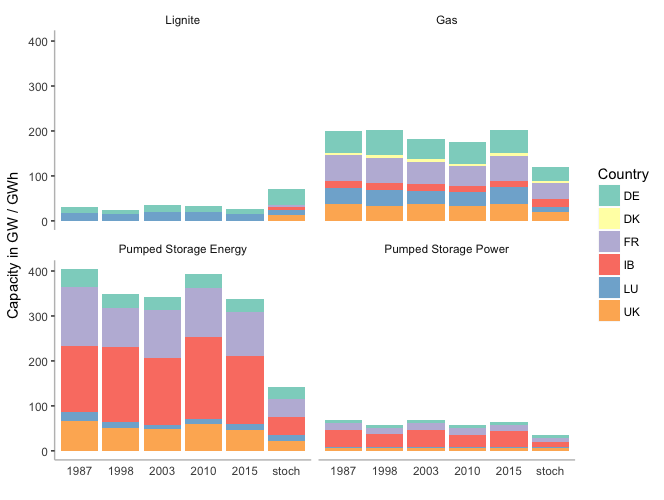 Lignite
Gas
400
300
200
100
0
Pumped Storage Energy
Pumped Storage Power
400
300
200
100
0
1987 1998 2003 2010 2015 stoch
1987 1998 2003 2010 2015 stoch
Capacity in GW / GWh
Country
DE
DK
FR
IB
LU
UK